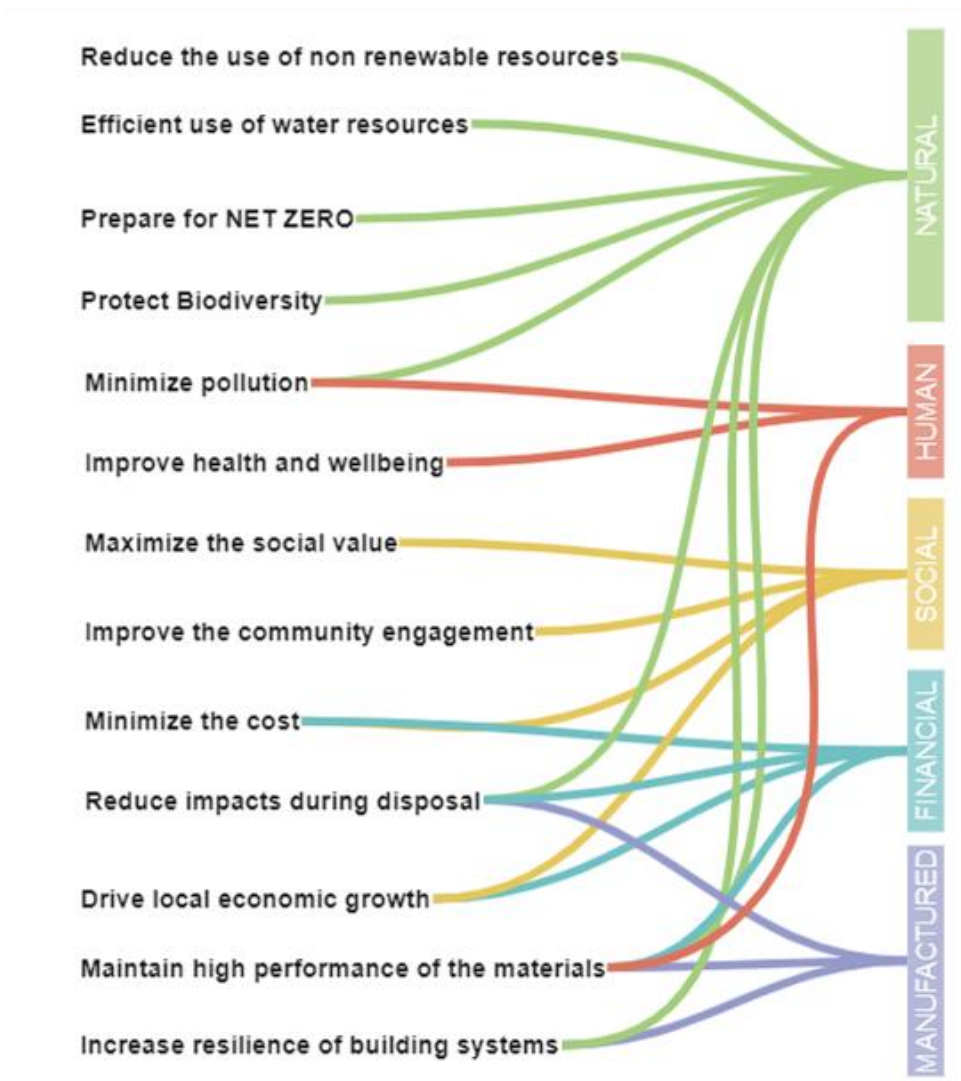 Reduce the use of non renewable resources
Efficient use of water resources
Prepare for NET ZERO
Protect Biodiversity
Minimize pollution
Improve health and wellbeing
Maximize the social value
Improve the community engagement
Minimize the cost
Reduce impacts during disposal
Drive local economic growth
Maintain high performance of the materials
Increase resilience of building systems
NATURAL
HUMAN
SOCIAL
FINANCIAL
MANUFACTURED